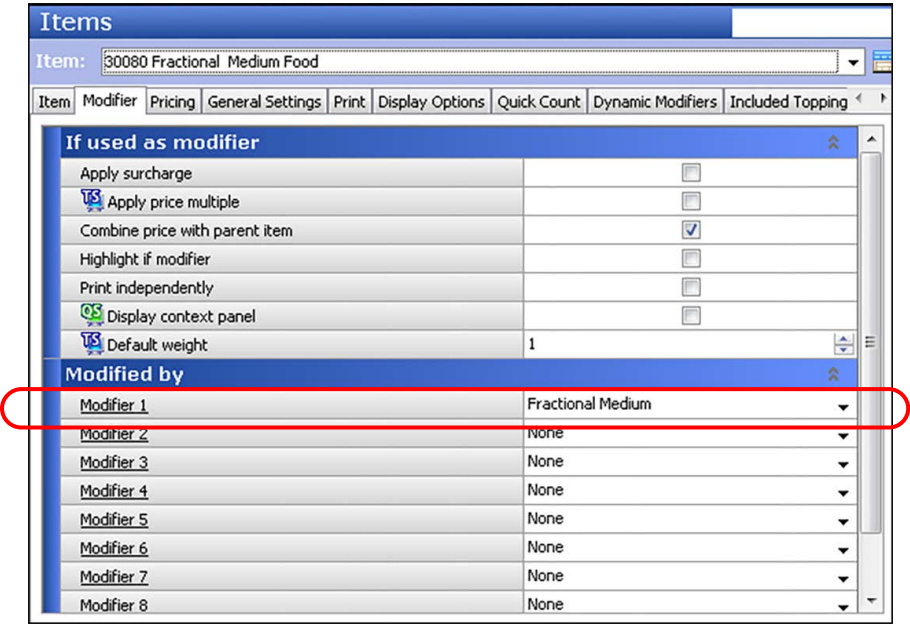 Items
Item: 30080 Fractional Medium Food
Item Modifier Pricing General Settings Print Display Options Quick Count Dynamic Modifiers Included Topping
If used as modifier
Apply surcharge
TS Apply price multiple
Combine price with parent item
Highlight if modifier
Print independently
QS Display context panel
TS Default weight 1
Modified by
Modifier 1 Fractional Medium
Modifier 2 None
Modifier 3 None
Modifier 4 None
Modifier 5 None
Modifier 6 None
Modifier 7 None
Modifier 8 None